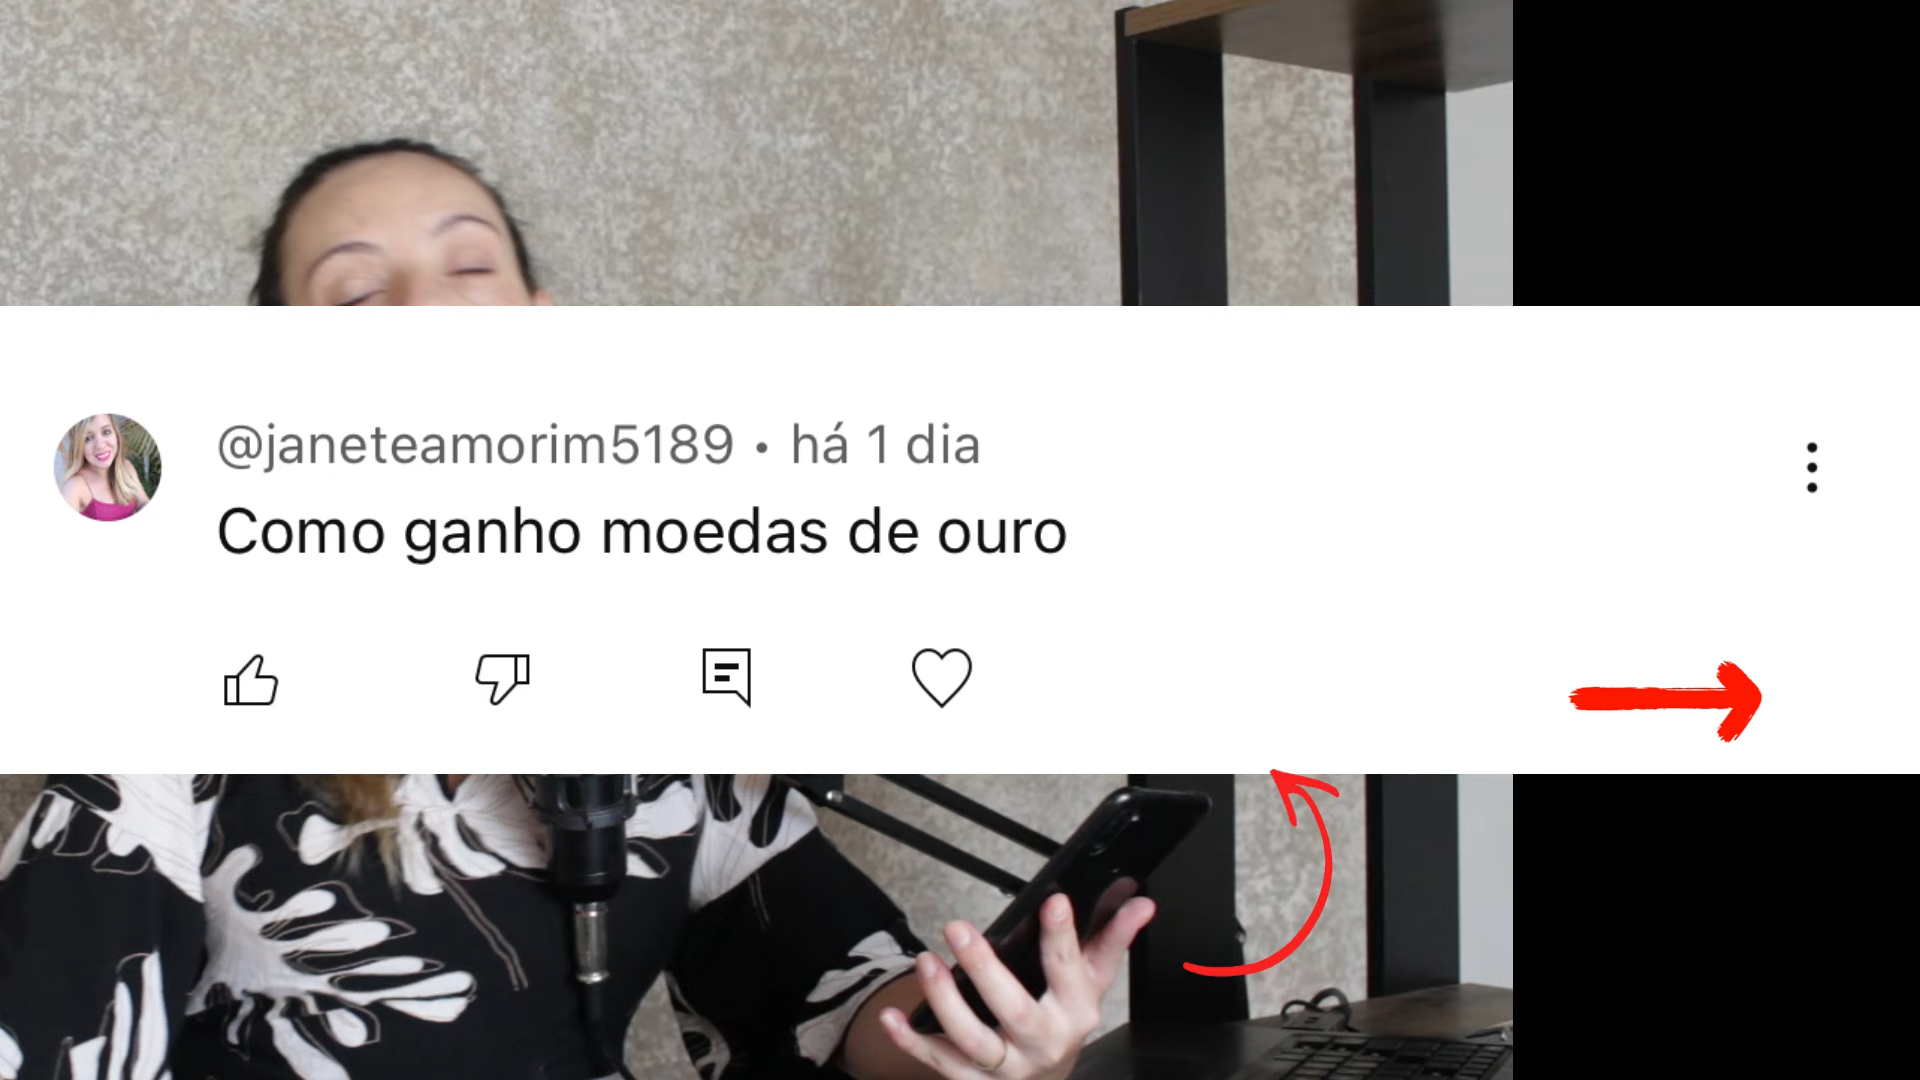 @janeteamorim5189 • há 1 dia
Como ganho moedas de ouro